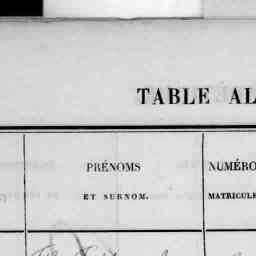 TABLE AL
PRÉNOMS
ET SURNOM.
NUMÉRO
MATRICULE